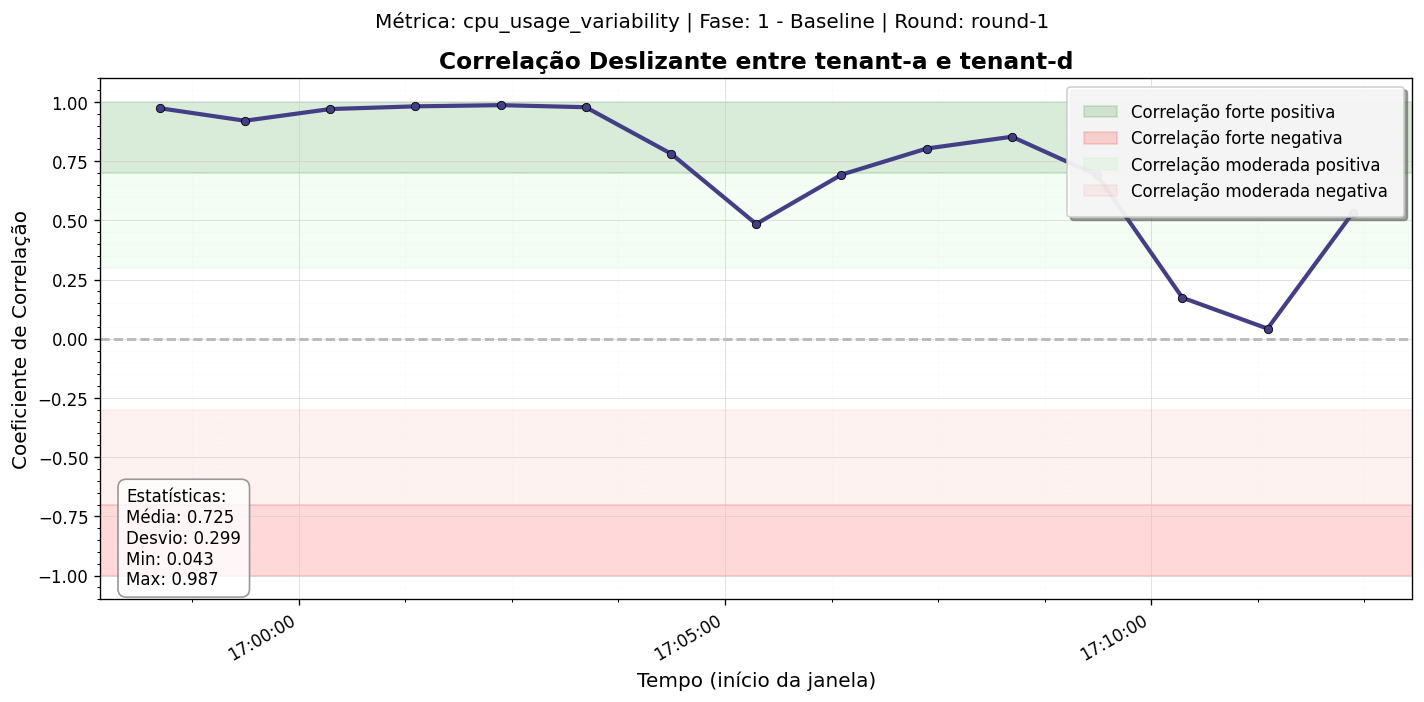 Métrica: cpu_usage_variability | Fase: 1 - Baseline | Round: round-1
Correlação Deslizante entre tenant-a e tenant-d
Correlação forte positiva
Correlação forte negativa
Correlação moderada positiva
Correlação moderada negativa
Coeficiente de Correlação
1.00
0.75
0.50
0.25
0.00
−0.25
−0.50
−0.75
−1.00
Estatísticas:
Média: 0.725
Desvio: 0.299
Min: 0.043
Max: 0.987
17:00:00
17:05:00
17:10:00
Tempo (início da janela)